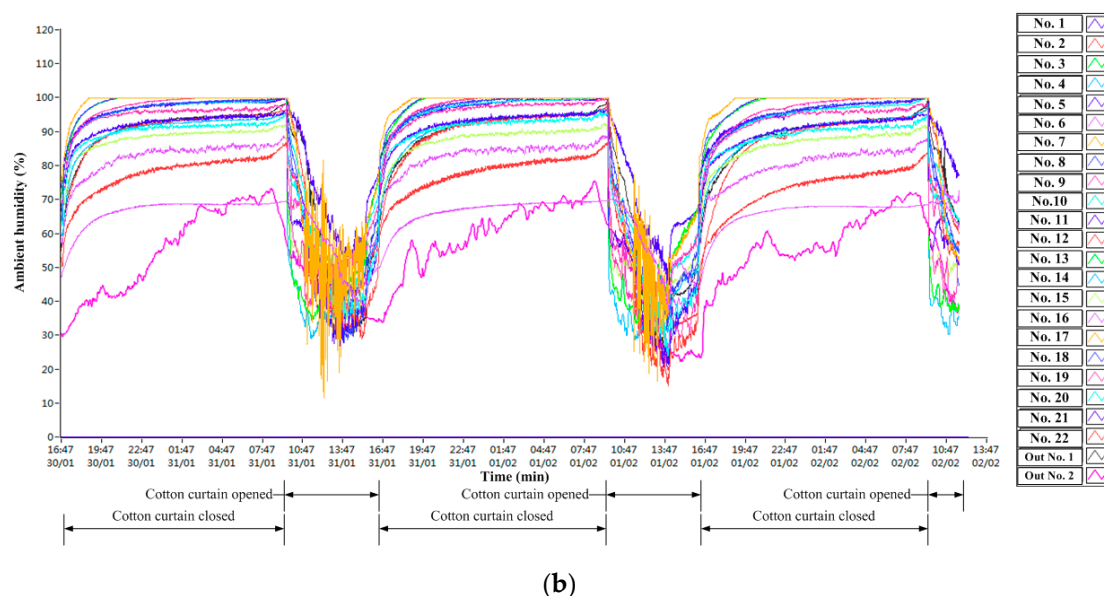 120
110
100
90
80
70
60
50
40
30
20
10
0
Ambient humidity (%)
16:47 19:47 22:47 01:47 04:47 07:47 10:47 13:47 16:47 19:47 22:47 01:47 04:47 07:47 10:47 13:47 16:47 19:47 22:47 01:47 04:47 07:47 10:47 13:47
30/01 30/01 30/01 31/01 31/01 31/01 31/01 31/01 31/01 31/01 31/01 01/02 01/02 01/02 01/02 01/02 01/02 01/02 01/02 02/02 02/02 02/02 02/02 02/02
Time (min)
Cotton curtain opened Cotton curtain opened Cotton curtain opened
Cotton curtain closed Cotton curtain closed Cotton curtain closed
No. 1
No. 2
No. 3
No. 4
No. 5
No. 6
No. 7
No. 8
No. 9
No.10
No. 11
No. 12
No. 13
No. 14
No. 15
No. 16
No. 17
No. 18
No. 19
No. 20
No. 21
No. 22
Out No. 1
Out No. 2
(b)